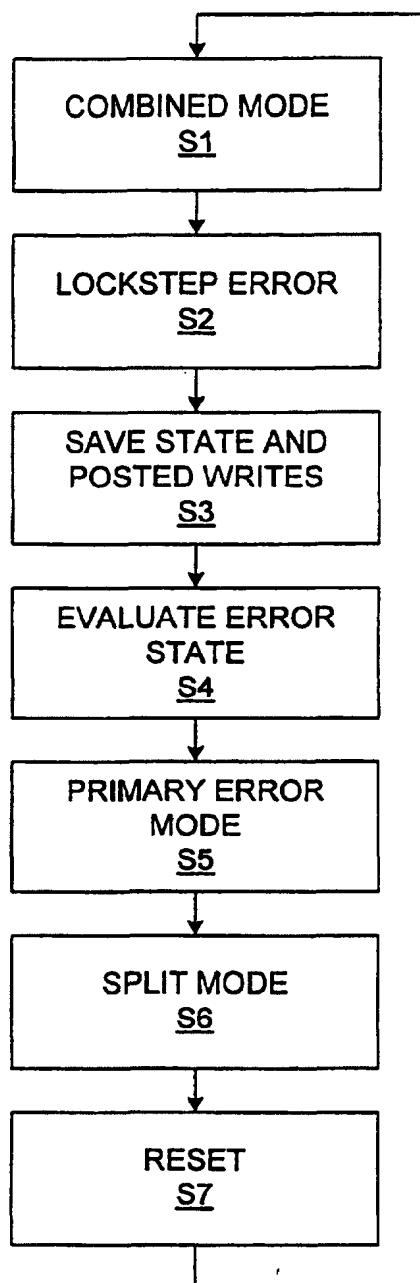 COMBINED MODE
S1
LOCKSTEP ERROR
S2
SAVE STATE AND
POSTED WRITES
S3
EVALUATE ERROR
STATE
S4
PRIMARY ERROR
MODE
S5
SPLIT MODE
S6
RESET
S7